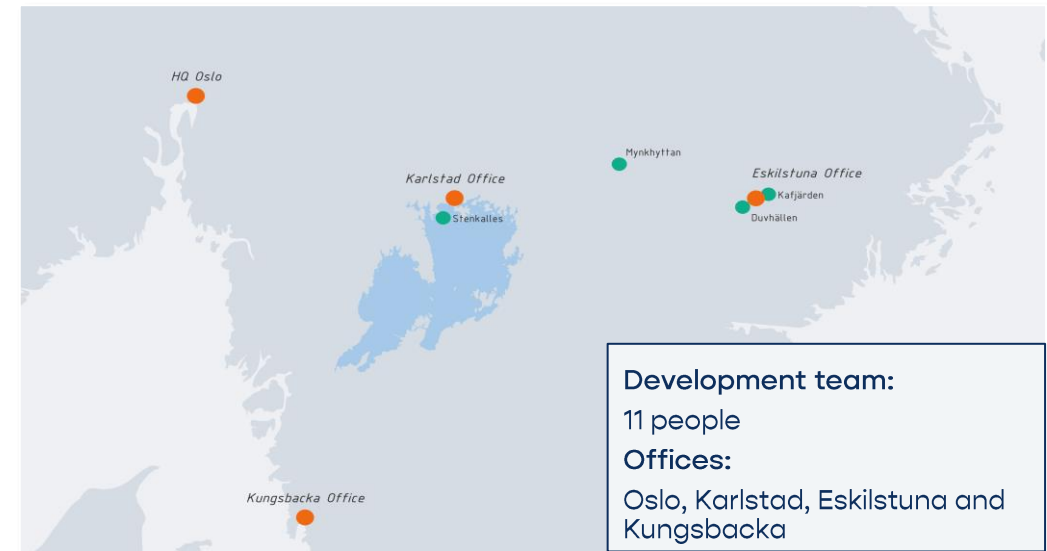 HQ Oslo
Mynkhyttan
Karlstad Office
Eskilstuna Office
Kafjärden
Stenkalles
Duvhällen
Kungsbacka Office
Development team:
11 people
Offices:
Oslo, Karlstad, Eskilstuna and
Kungsbacka